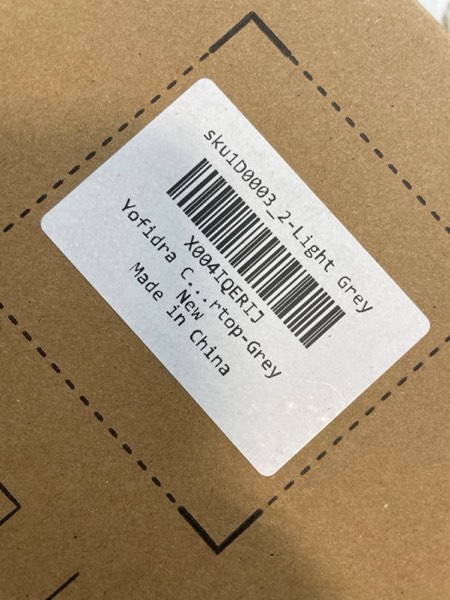 sku1D0003_2-Light Grey
X004IQERIJ
Yofidra C...rtop-Grey
New
Made in China